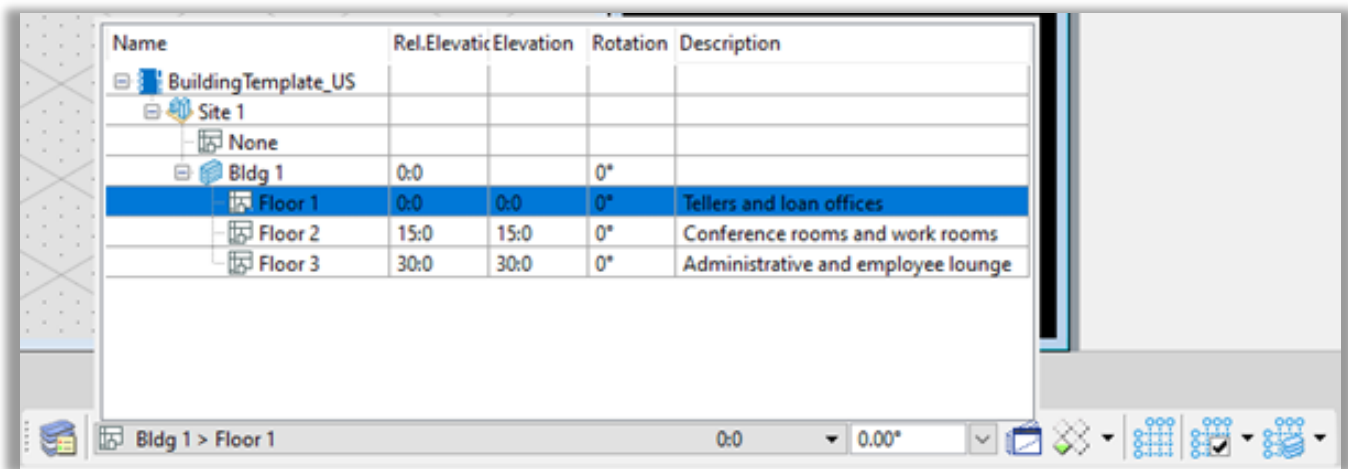 Name Rel.Elevatic Elevation Rotation Description
BuildingTemplate_US
Site 1
None
Bldg 1 0:0 0°
Floor 1 0:0 0:0 0° Tellers and loan offices
Floor 2 15:0 15:0 0° Conference rooms and work rooms
Floor 3 30:0 30:0 0° Administrative and employee lounge
Bldg 1 > Floor 1 0:0 0.00°